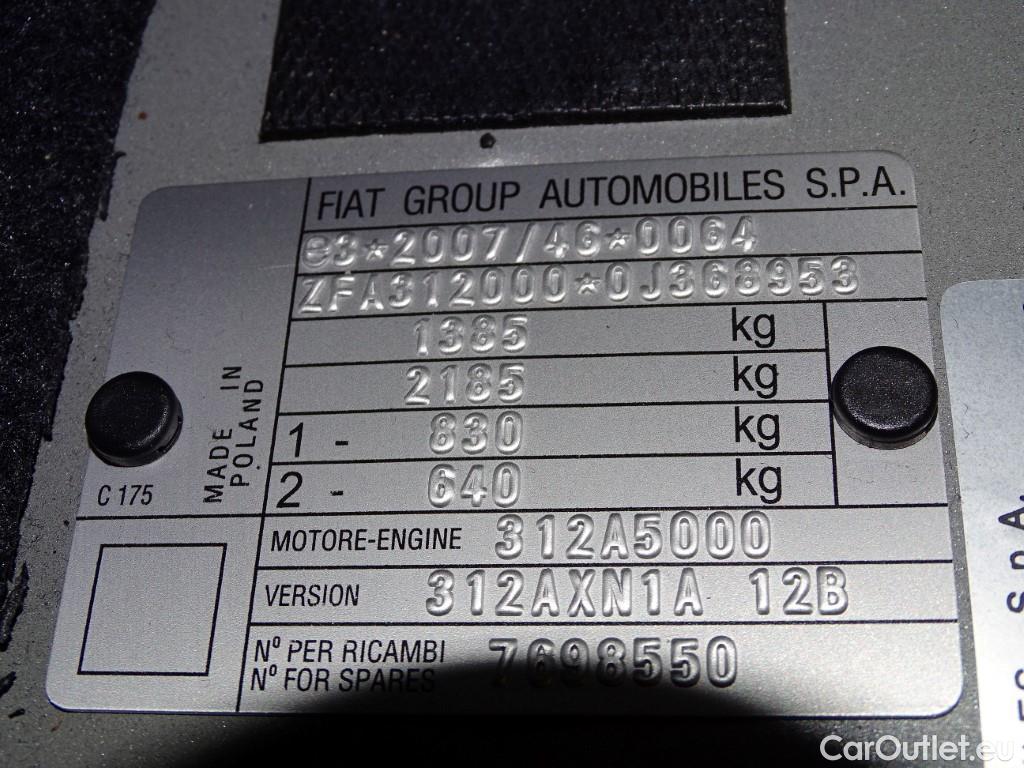 FIAT GROUP AUTOMOBILES S.P.A.
e3*2007/46*0064
ZFA312000*0J368953
1385 kg
2185 kg
1 - 830 kg
2 - 640 kg
MADE IN
POLAND
C 175
MOTORE-ENGINE 312A5000
VERSION 312AXN1A 12B
Nº PER RICAMBI
Nº FOR SPARES 7698550
S.p.A.
CarOutlet.eu